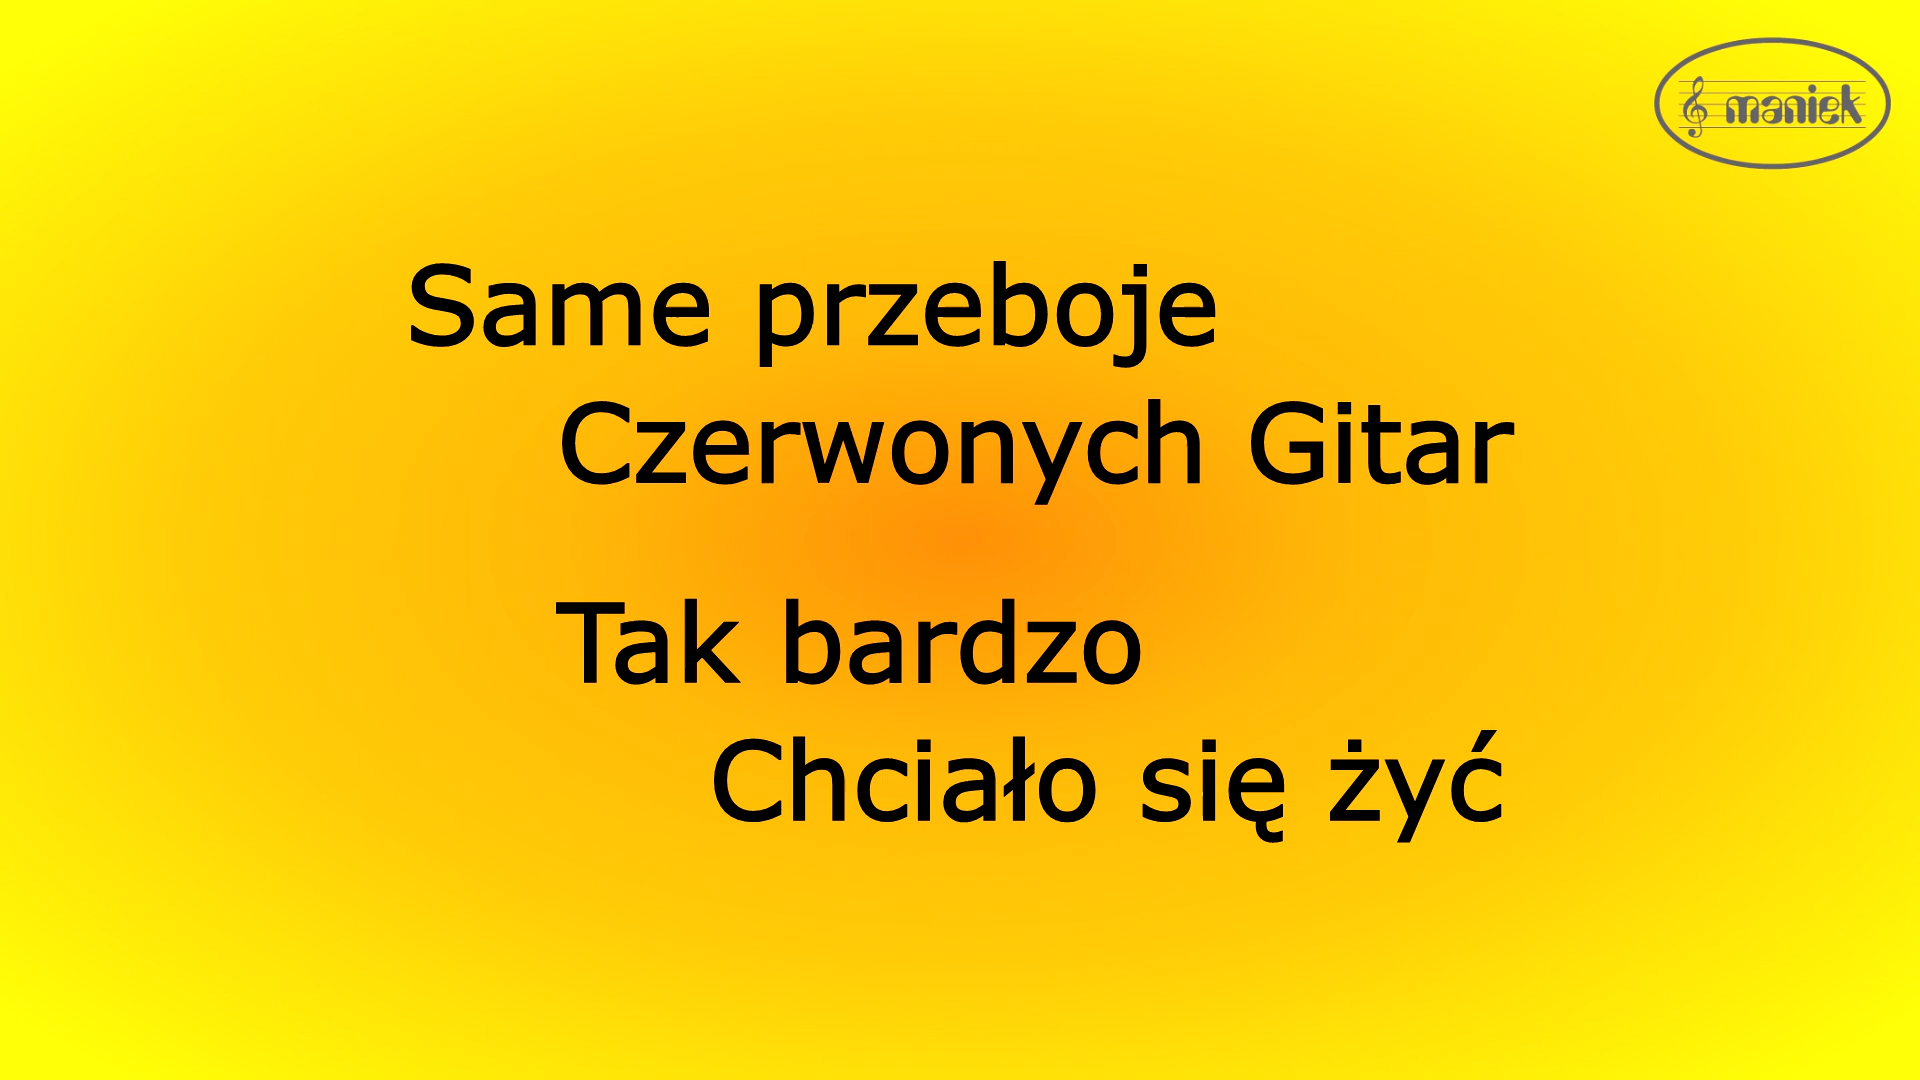 maniek
Same przeboje
Czerwonych Gitar
Tak bardzo
Chciało się żyć